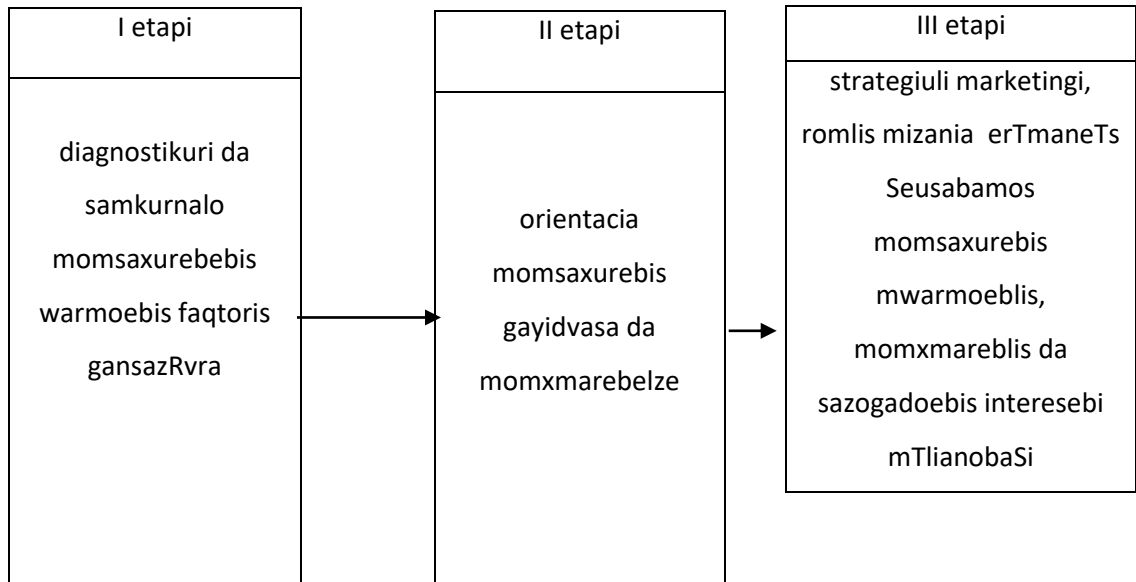 I etapi
diagnostikuri da
samkurnalo
momsaxurebebis
warmoebis faqtoris
gansazRvra
II etapi
orientacia
momsaxurebis
gayidvasa da
momxmarebelze
III etapi
strategiuli marketingi,
romlis mizania erTmaneTs
Seusabamos
momsaxurebis
mwarmoeblis,
momxmareblis da
sazogadoebis interesebi
mTlianobaSi